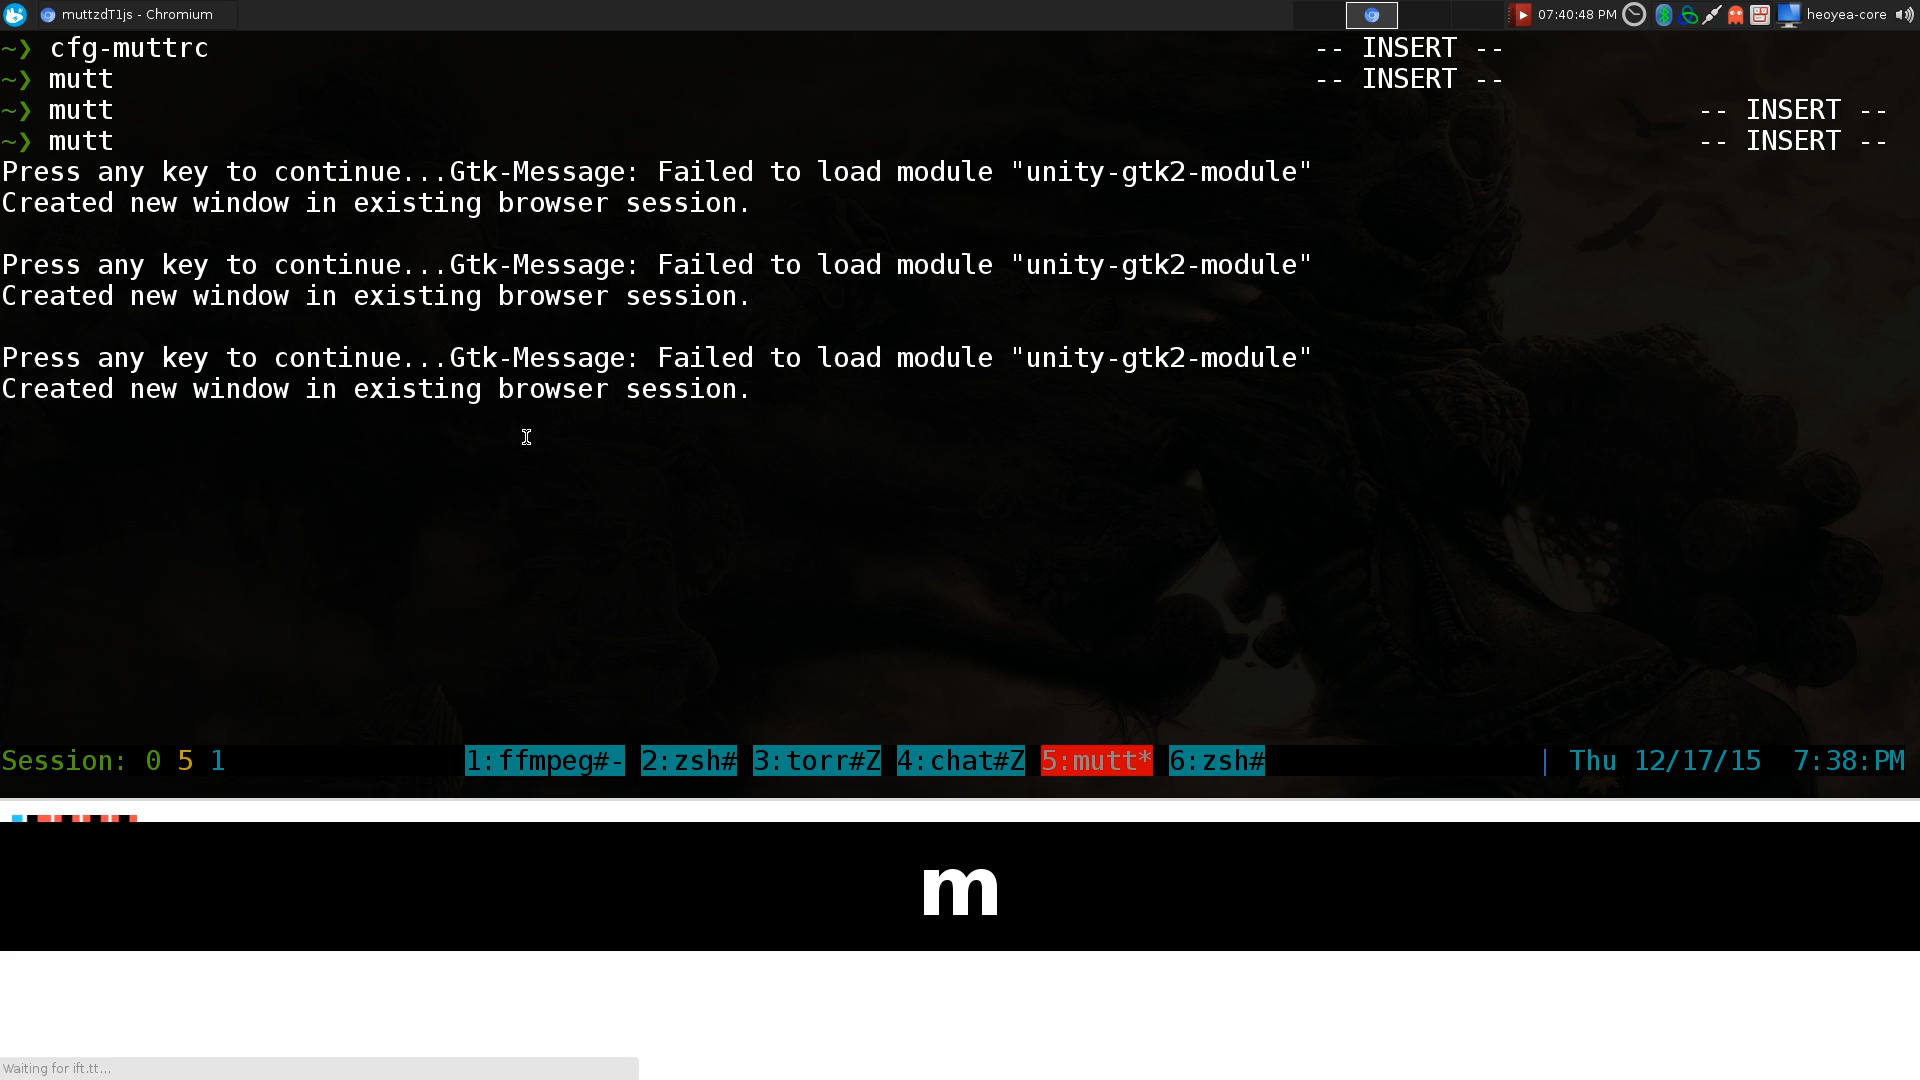 muttzdT1js - Chromium 07:40:48 PM heoyea-core
~❯ cfg-muttrc -- INSERT --
~❯ mutt -- INSERT --
~❯ mutt -- INSERT --
~❯ mutt -- INSERT --
Press any key to continue...Gtk-Message: Failed to load module "unity-gtk2-module"
Created new window in existing browser session.
Press any key to continue...Gtk-Message: Failed to load module "unity-gtk2-module"
Created new window in existing browser session.
Press any key to continue...Gtk-Message: Failed to load module "unity-gtk2-module"
Created new window in existing browser session.
Session: 0 5 1 1:ffmpeg#- 2:zsh# 3:torr#Z 4:chat#Z 5:mutt* 6:zsh# | Thu 12/17/15 7:38:PM
m
Waiting for ift.tt...